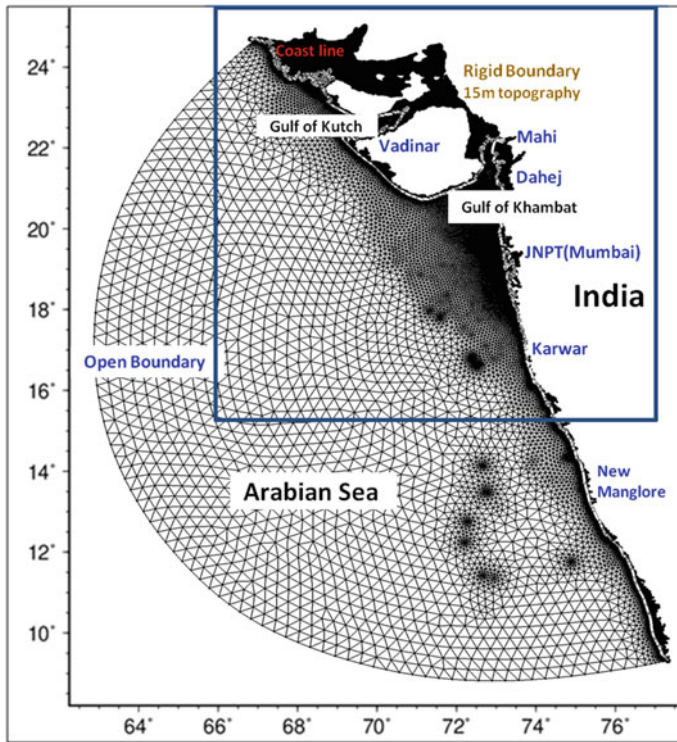 24°
22°
20°
18°
16°
14°
12°
10°
64°
66°
68°
70°
72°
74°
76°
Coast line
Rigid Boundary
15m topography
Gulf of Kutch
Vadinar
Mahi
Dahej
Gulf of Khambat
JNPT(Mumbai)
India
Karwar
Open Boundary
Arabian Sea
New
Manglore